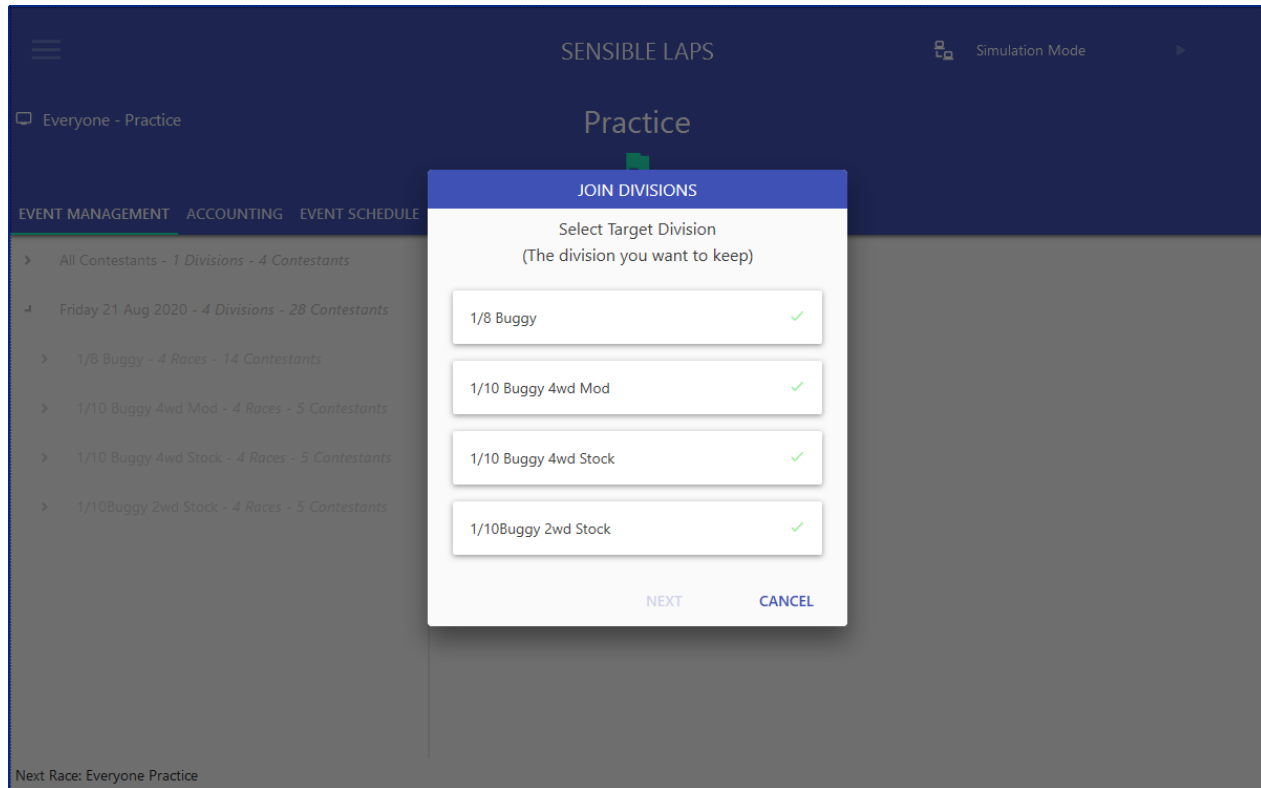 SENSIBLE LAPS
Simulation Mode
Everyone - Practice
Practice
EVENT MANAGEMENT ACCOUNTING EVENT SCHEDULE
All Contestants - 1 Divisions - 4 Contestants
Friday 21 Aug 2020 - 4 Divisions - 28 Contestants
1/8 Buggy - 4 Races - 14 Contestants
1/10 Buggy 4wd Mod - 4 Races - 5 Contestants
1/10 Buggy 4wd Stock - 4 Races - 5 Contestants
1/10Buggy 2wd Stock - 4 Races - 5 Contestants
JOIN DIVISIONS
Select Target Division
(The division you want to keep)
1/8 Buggy
1/10 Buggy 4wd Mod
1/10 Buggy 4wd Stock
1/10Buggy 2wd Stock
NEXT CANCEL
Next Race: Everyone Practice